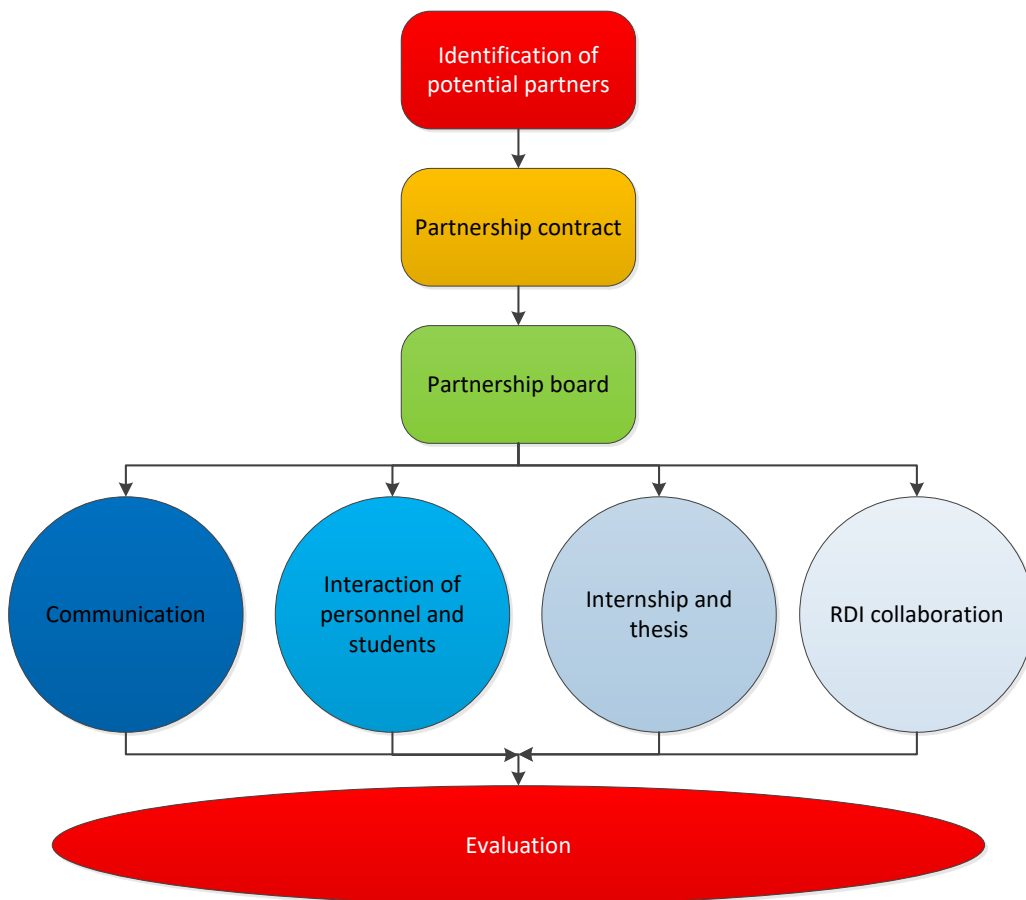 Identification of
potential partners
Partnership contract
Partnership board
Communication
Interaction of
personnel and
students
Internship and
thesis
RDI collaboration
Evaluation